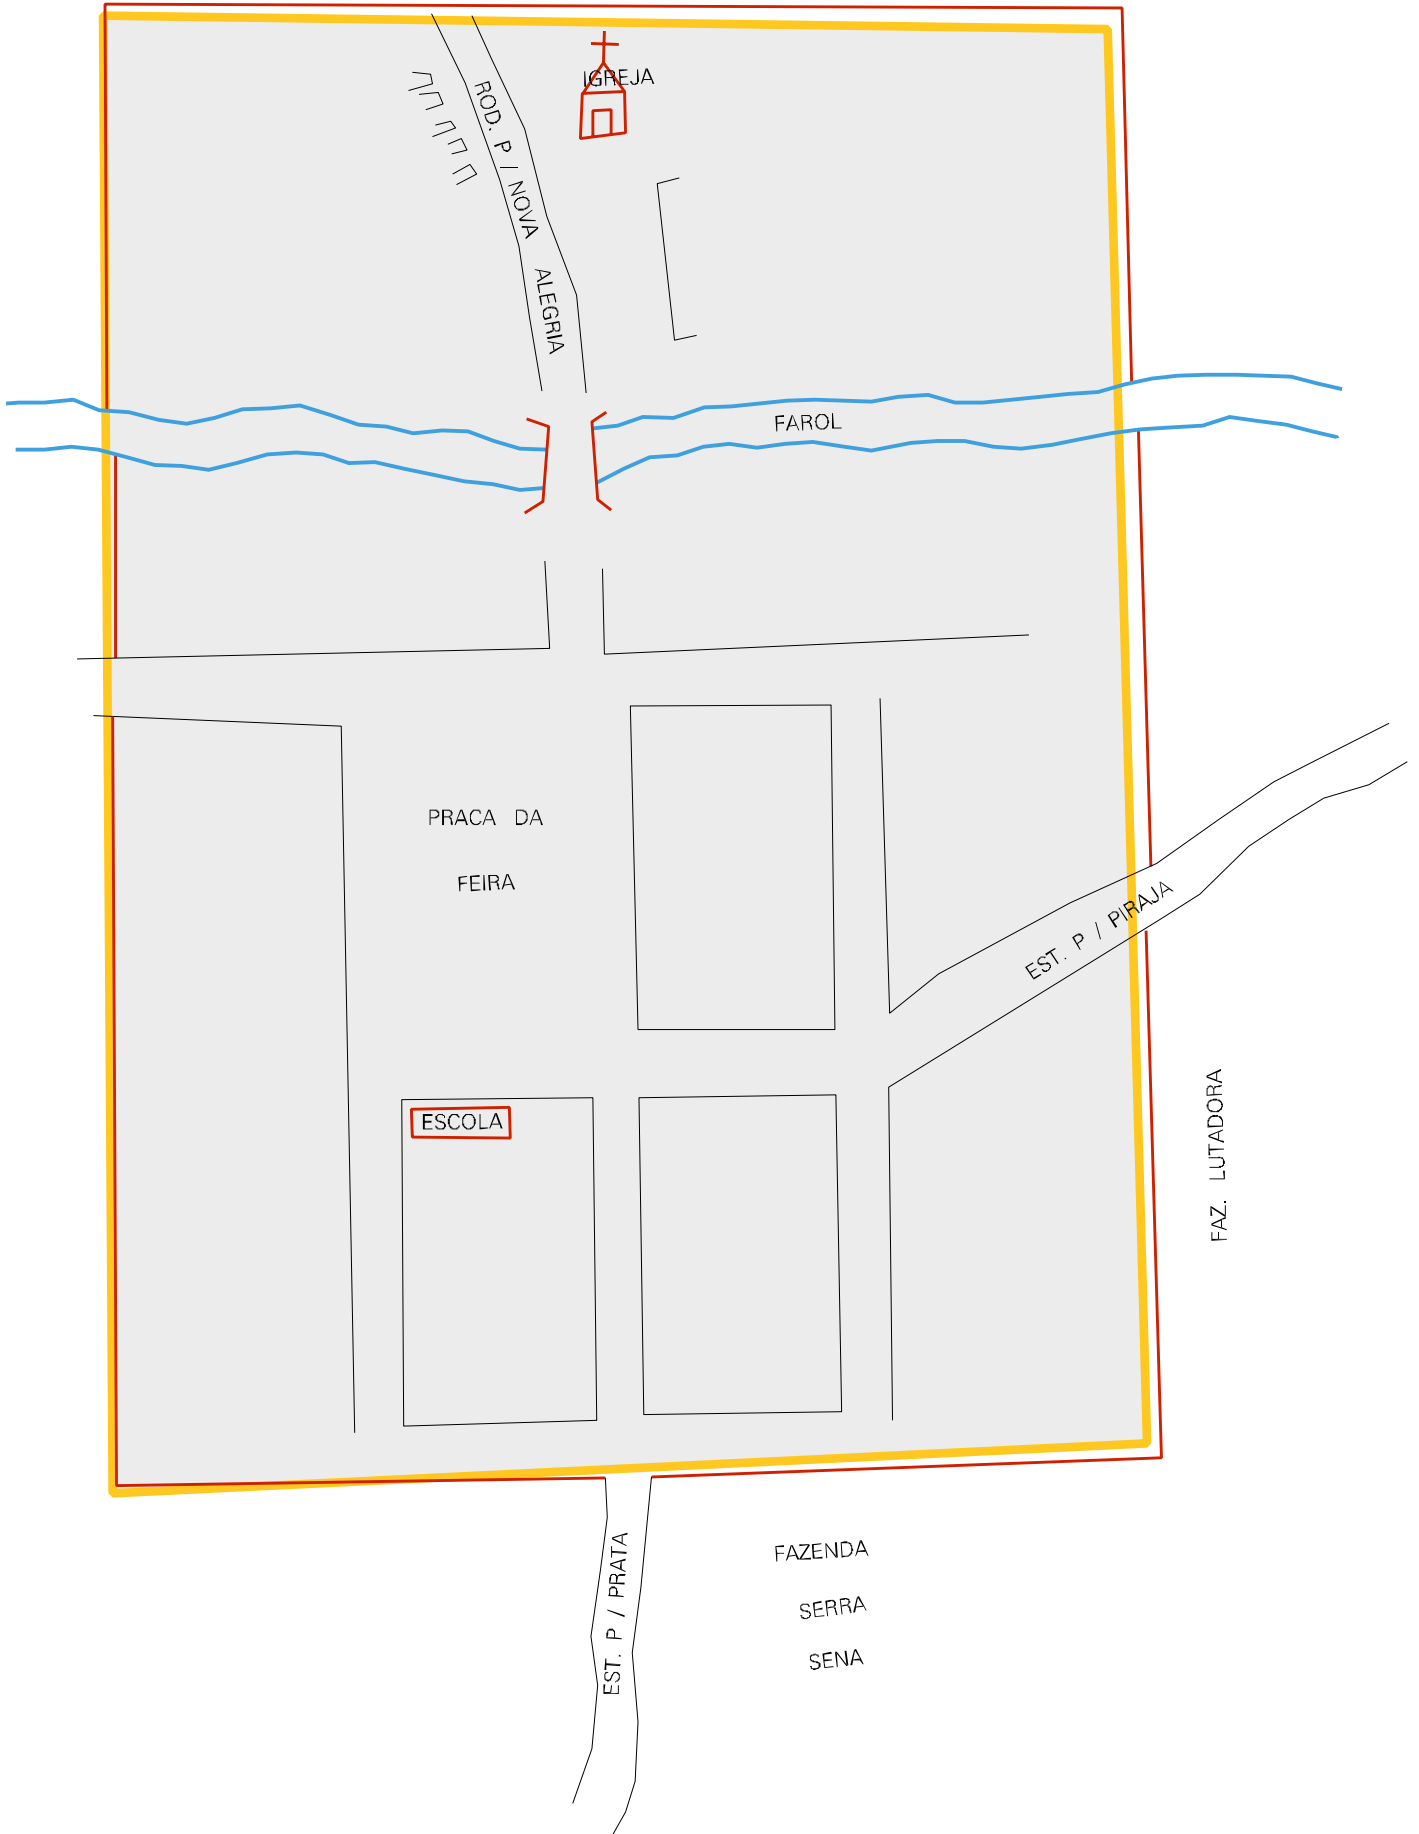 IGREJA
ROD. P / NOVA ALEGRIA
FAROL
PRACA DA
FEIRA
EST. P / PIRAJA
ESCOLA
FAZ. LUTADORA
EST. P / PRATA
FAZENDA
SERRA
SENA